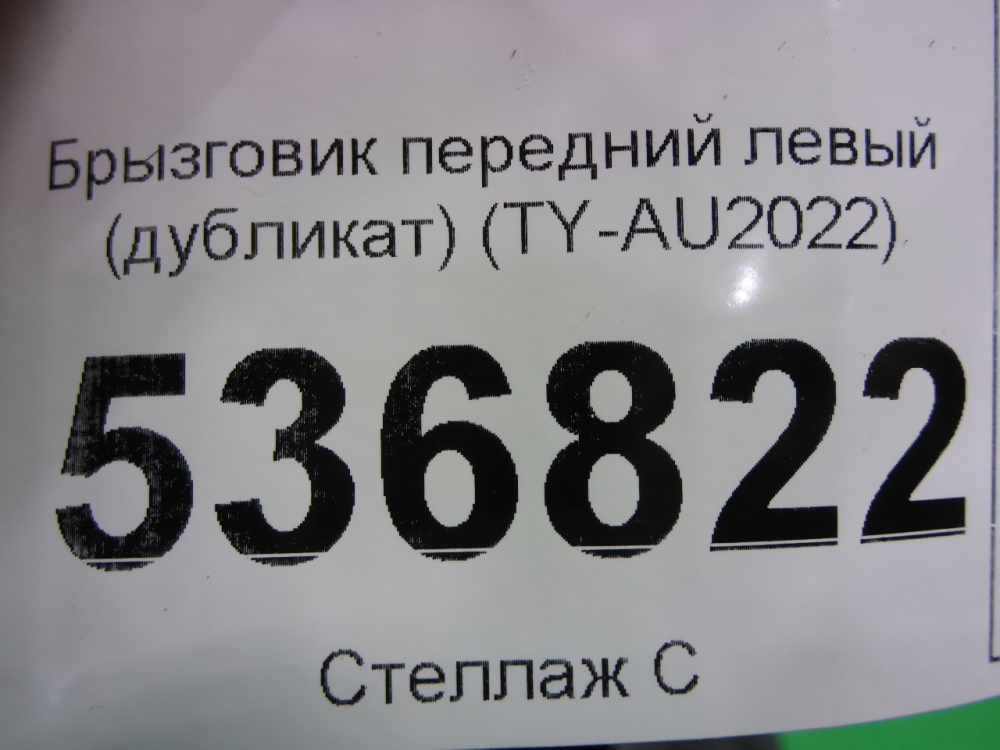 Брызговик передний левый
(дубликат) (TY-AU2022)
536822
Стеллаж С